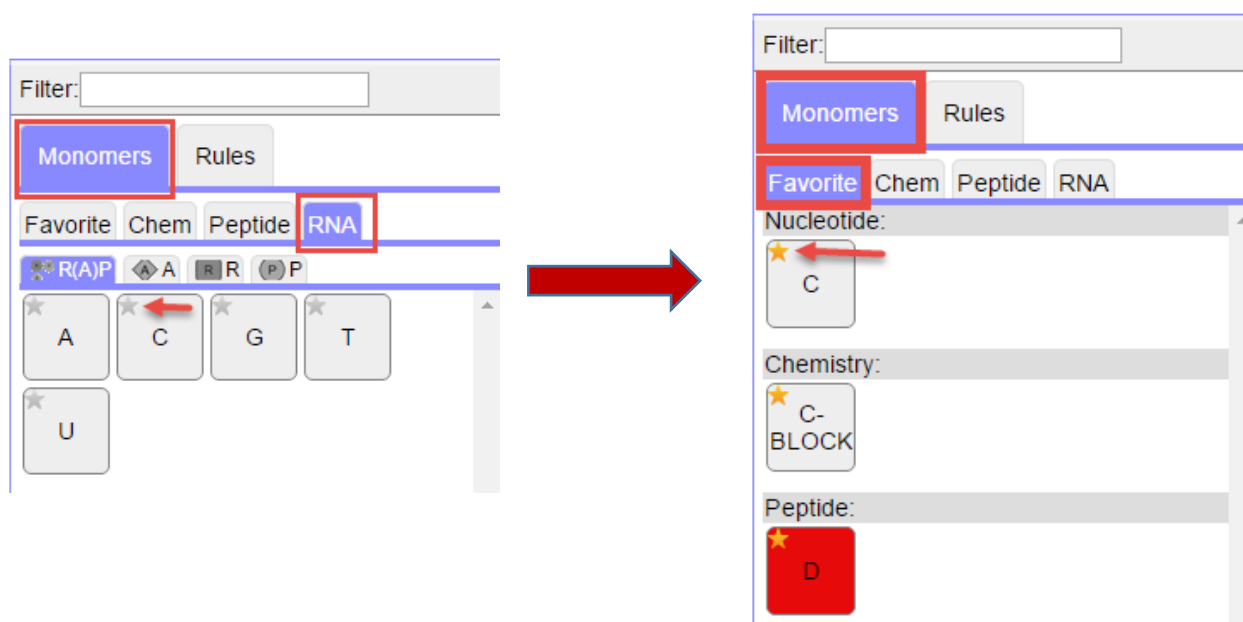 Filter:
Monomers Rules
Favorite Chem Peptide RNA
R(A)P A A R R P P
A C G T
U
Filter:
Monomers Rules
Favorite Chem Peptide RNA
Nucleotide:
C
Chemistry:
C-
BLOCK
Peptide:
D